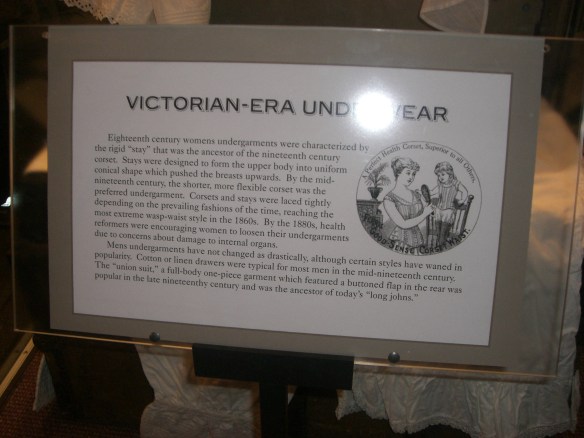 VICTORIAN-ERA UNDERWEAR
Eighteenth century womens undergarments were characterized by
the rigid "stay" that was the ancestor of the nineteenth century
corset. Stays were designed to form the upper body into uniform
conical shape which pushed the breasts upwards. By the mid-
nineteenth century, the shorter, more flexible corset was the
preferred undergarment. Corsets and stays were laced tightly
depending on the prevailing fashions of the time, reaching the
most extreme wasp-waist style in the 1860s. By the 1880s, health
reformers were encouraging women to loosen their undergarments
due to concerns about damage to internal organs.
Mens undergarments have not changed as drastically, although certain styles have waned in
popularity. Cotton or linen drawers were typical for most men in the mid-nineteenth century.
The "union suit," a full-body one-piece garment which featured a buttoned flap in the rear was
popular in the late nineteenthy century and was the ancestor of today's "long johns."
Health Corset, Superior to all Others
GOOD SENSE CORSET WAIST.